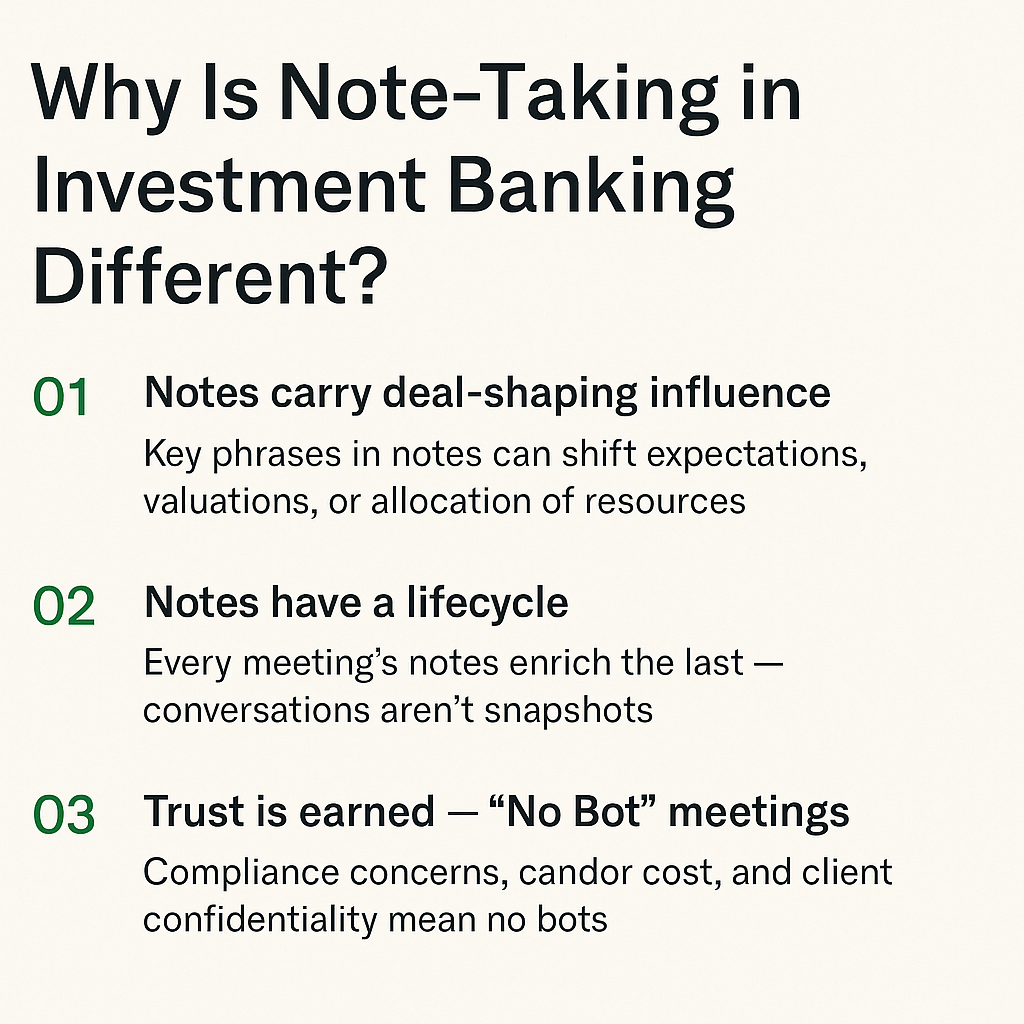 Why Is Note-Taking in
Investment Banking
Different?
01 Notes carry deal-shaping influence
Key phrases in notes can shift expectations,
valuations, or allocation of resources
02 Notes have a lifecycle
Every meeting’s notes enrich the last —
conversations aren’t snapshots
03 Trust is earned — “No Bot” meetings
Compliance concerns, candor cost, and client
confidentiality mean no bots